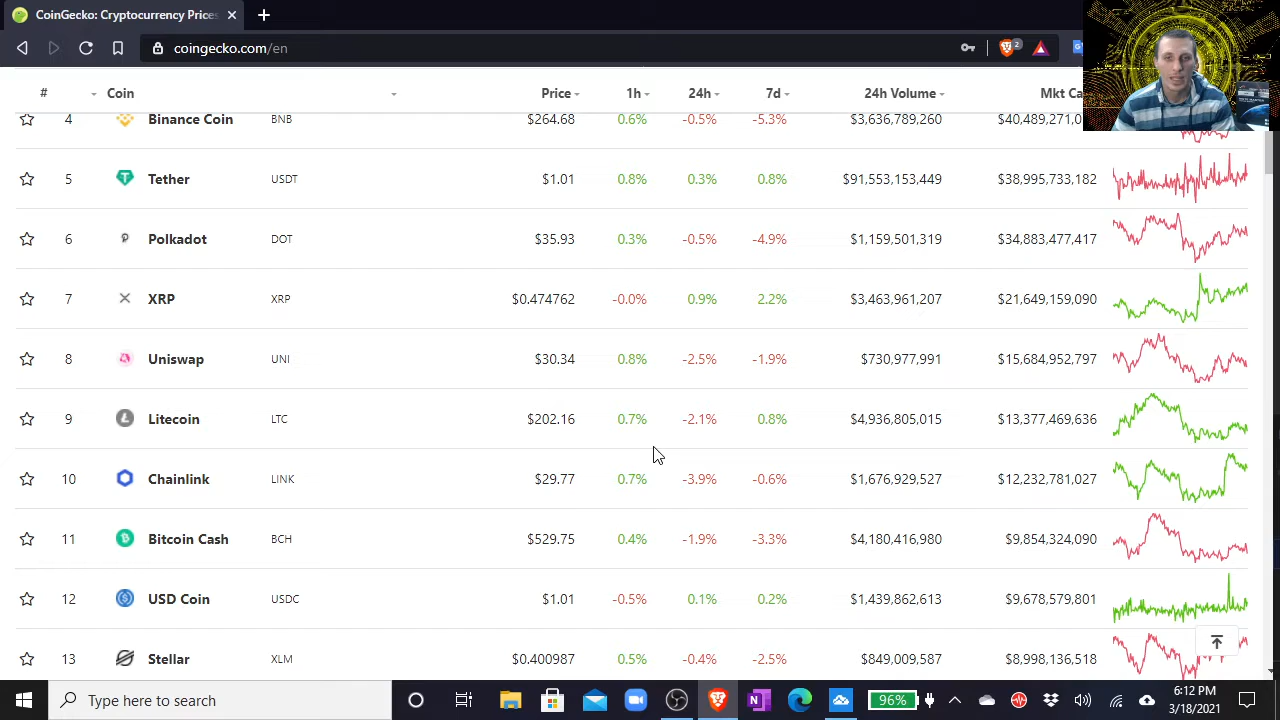 CoinGecko: Cryptocurrency Prices
coingecko.com/en
2
# Coin Price 1h 24h 7d 24h Volume Mkt Ca
4 Binance Coin BNB $264.68 0.6% -0.5% -5.3% $3,636,789,260 $40,489,271,0
5 Tether USDT $1.01 0.8% 0.3% 0.8% $91,553,153,449 $38,995,733,182
6 Polkadot DOT $35.93 0.3% -0.5% -4.9% $1,159,501,319 $34,883,477,417
7 XRP XRP $0.474762 -0.0% 0.9% 2.2% $3,463,961,207 $21,649,159,090
8 Uniswap UNI $30.34 0.8% -2.5% -1.9% $730,977,991 $15,684,952,797
9 Litecoin LTC $202.16 0.7% -2.1% 0.8% $4,936,805,015 $13,377,469,636
10 Chainlink LINK $29.77 0.7% -3.9% -0.6% $1,676,929,527 $12,232,781,027
11 Bitcoin Cash BCH $529.75 0.4% -1.9% -3.3% $4,180,416,980 $9,854,324,090
12 USD Coin USDC $1.01 -0.5% 0.1% 0.2% $1,439,862,613 $9,678,579,801
13 Stellar XLM $0.400987 0.5% -0.4% -2.5% $849,009,587 $8,998,136,518
Type here to search
96%
6:12 PM
3/18/2021